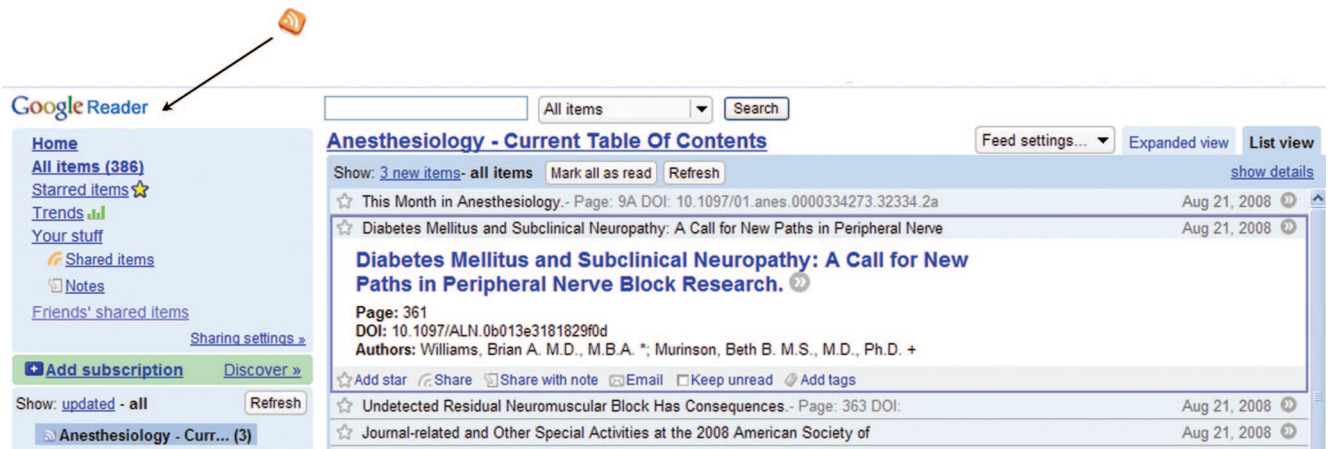 Google Reader
All items
Search
Home
All items (386)
Starred items
Trends
Your stuff
Shared items
Notes
Friends' shared items
Sharing settings »
Add subscription
Discover »
Show: updated - all
Refresh
Anesthesiology - Curr... (3)
Anesthesiology - Current Table Of Contents
Feed settings...
Expanded view
List view
Show: 3 new items- all items
Mark all as read
Refresh
show details
This Month in Anesthesiology.- Page: 9A DOI: 10.1097/01.anes.0000334273.32334.2a
Aug 21, 2008
Diabetes Mellitus and Subclinical Neuropathy: A Call for New Paths in Peripheral Nerve
Aug 21, 2008
Diabetes Mellitus and Subclinical Neuropathy: A Call for New
Paths in Peripheral Nerve Block Research.
Page: 361
DOI: 10.1097/ALN.0b013e3181829f0d
Authors: Williams, Brian A. M.D., M.B.A. *; Murinson, Beth B. M.S., M.D., Ph.D. +
Add star Share Share with note Email Keep unread Add tags
Undetected Residual Neuromuscular Block Has Consequences.- Page: 363 DOI:
Aug 21, 2008
Journal-related and Other Special Activities at the 2008 American Society of
Aug 21, 2008